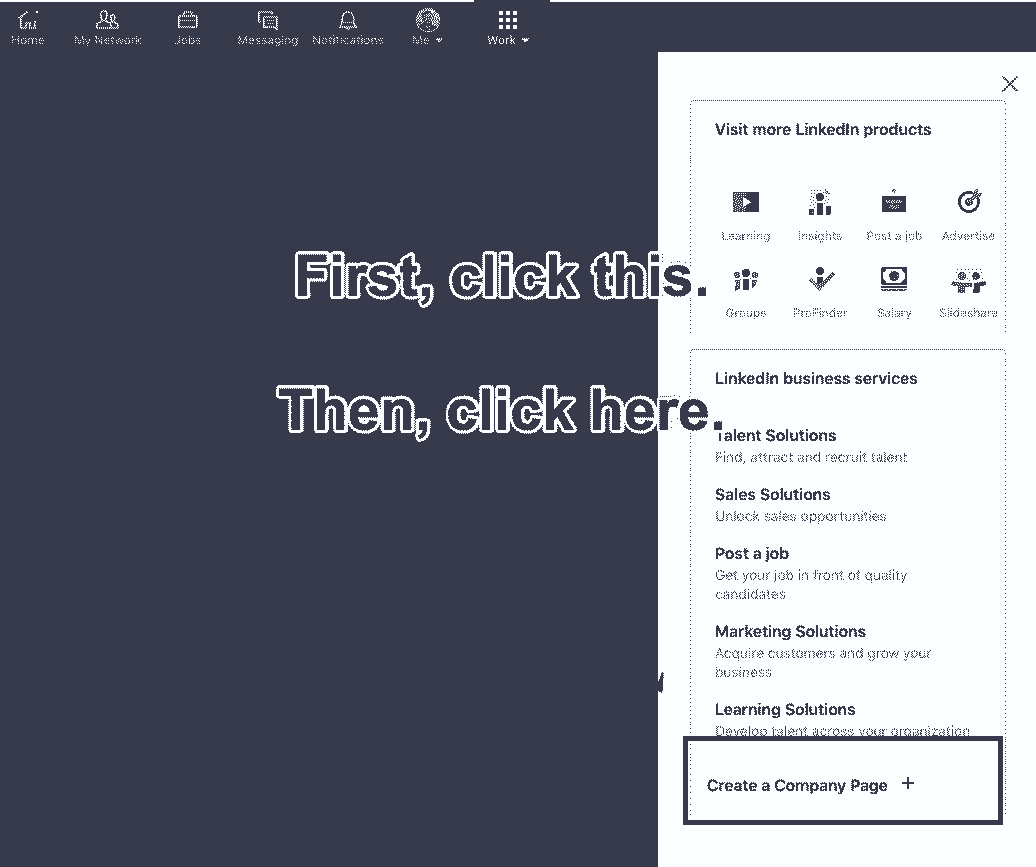 Home My Network Jobs Messaging Notifications Me Work
Visit more LinkedIn products
Learning Insights Post a job Advertise
First, click this.
Groups ProFinder Salary Slideshare
LinkedIn business services
Then, click here.
Talent Solutions
Find, attract and recruit talent
Sales Solutions
Unlock sales opportunities
Post a job
Get your job in front of quality
candidates
Marketing Solutions
Acquire customers and grow your
business
Learning Solutions
Develop talent across your organization
Create a Company Page +